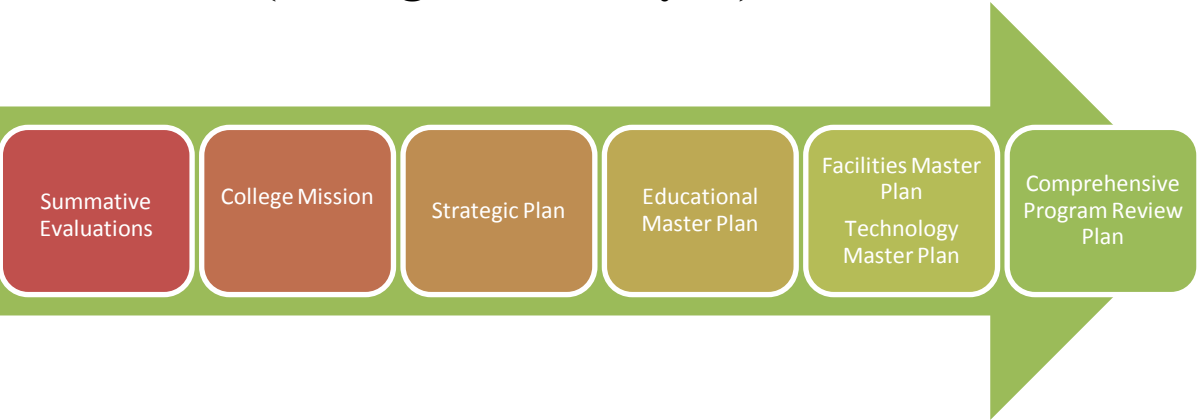 Summative
Evaluations
College Mission
Strategic Plan
Educational
Master Plan
Facilities Master
Plan
Technology
Master Plan
Comprehensive
Program Review
Plan